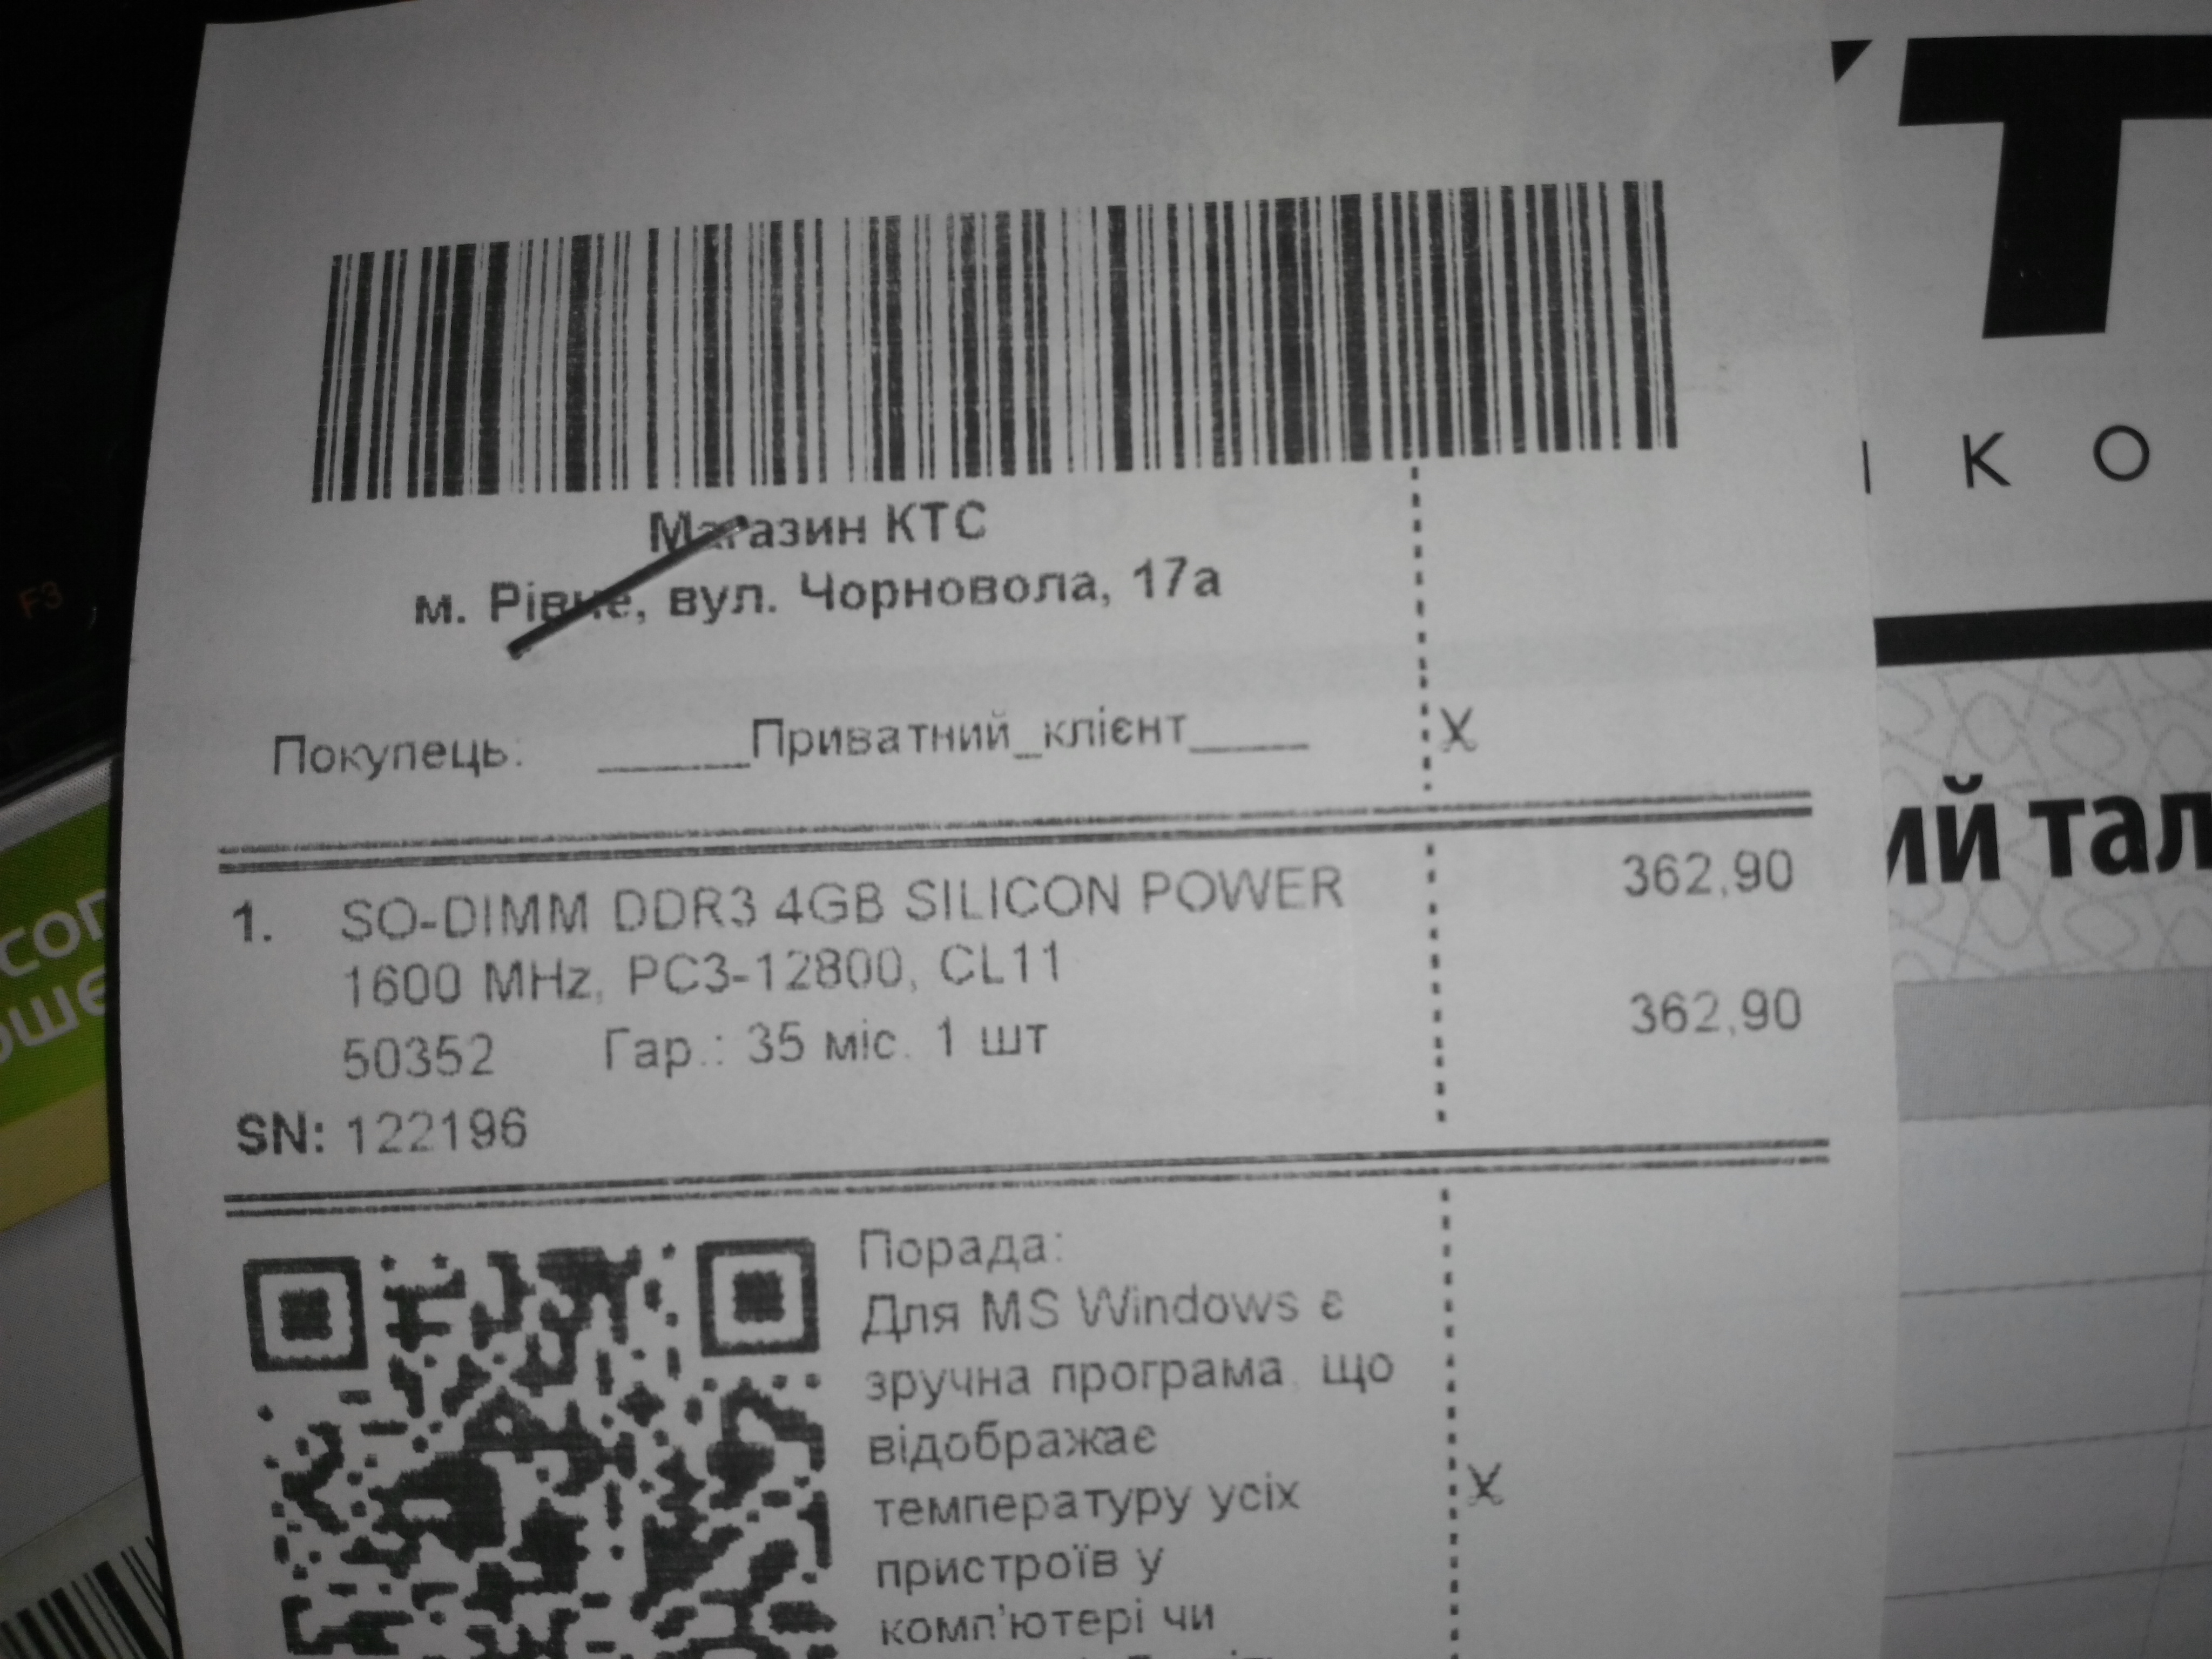 Магазин КТС
м. Рівне, вул. Чорновола, 17а
Покупець: ______Приватний_клієнт____
1. SO-DIMM DDR3 4GB SILICON POWER 362,90
1600 MHz, PC3-12800, CL11
50352 Гар.: 35 міс. 1 шт 362,90
SN: 122196
Порада:
Для MS Windows є
зручна програма, що
відображає
температуру усіх
пристроїв у
комп'ютері чи
Т
К О
ий тал
F3